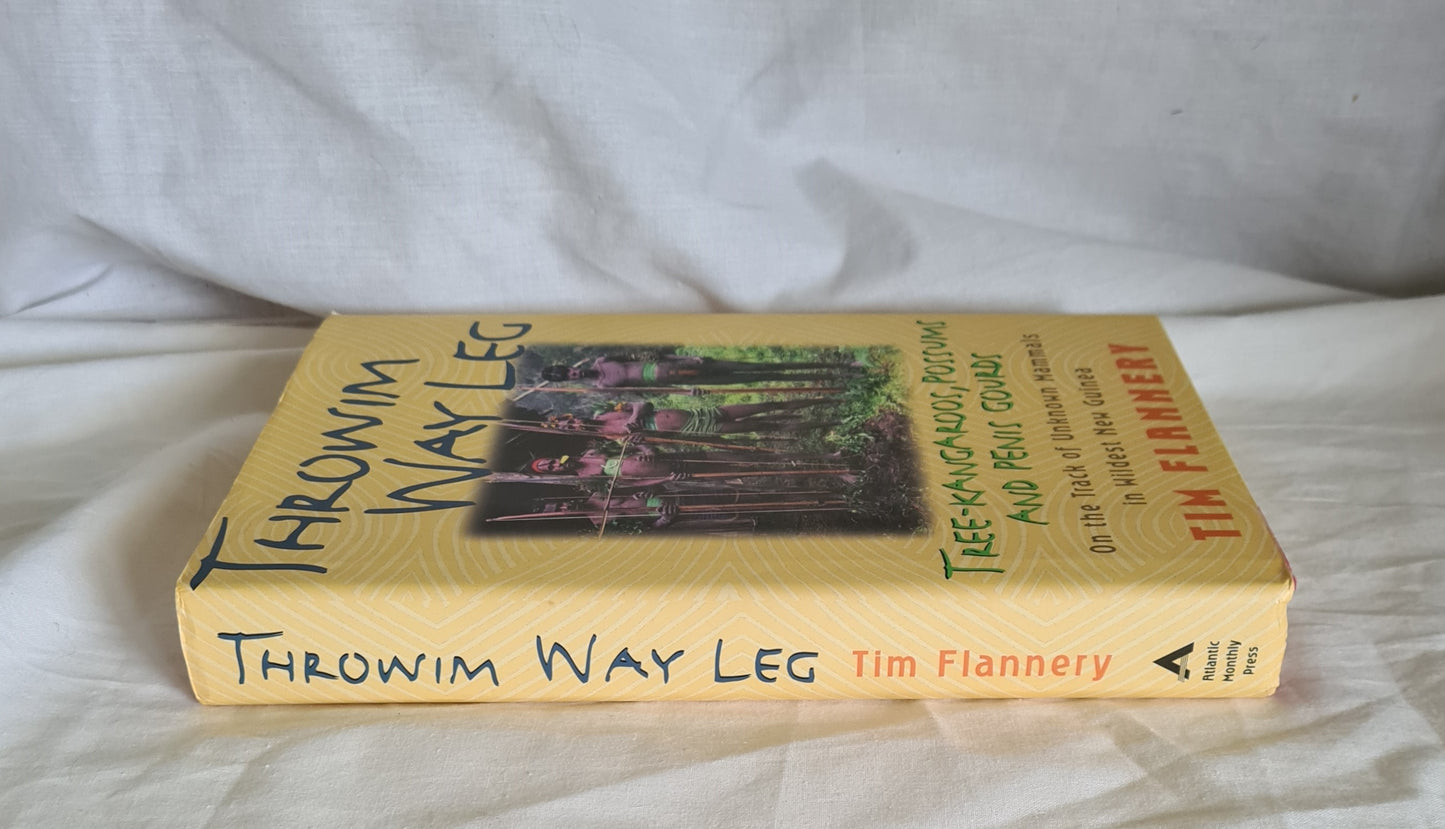 THROWIM
WAY LEG
TREE-KANGAROOS, POSSUMS
AND PENIS GOURDS
On the Track of Unknown Mammals
in Wildest New Guinea
TIM FLANNERY
THROWIM WAY LEG Tim Flannery
Atlantic
Monthly
Press